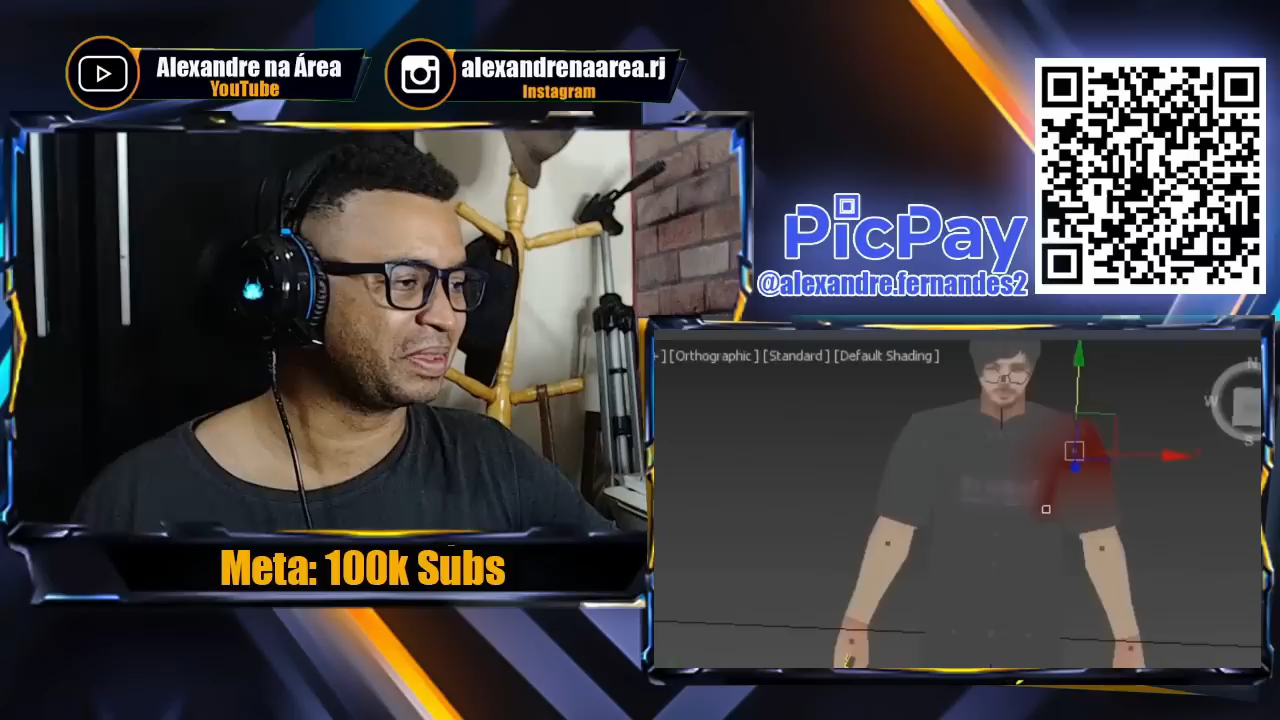 Alexandre na Área
YouTube
alexandrenaarea.rj
Instagram
PicPay
@alexandre.fernandes2
+] [Orthographic] [Standard] [Default Shading]
N
W
S
Meta: 100k Subs